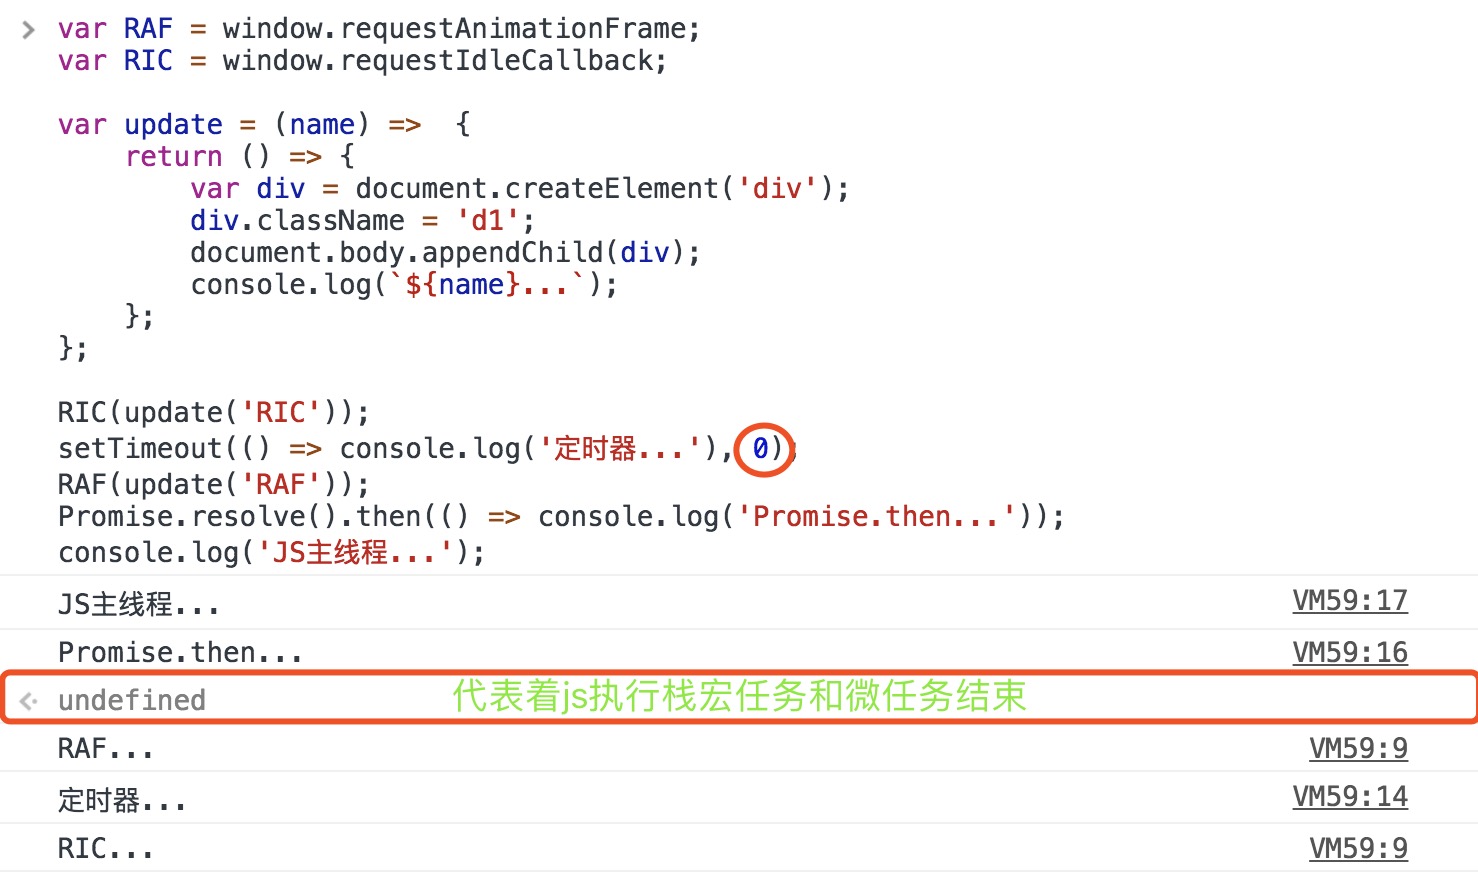 > var RAF = window.requestAnimationFrame;
var RIC = window.requestIdleCallback;
var update = (name) =>  {
    return () => {
        var div = document.createElement('div');
        div.className = 'd1';
        document.body.appendChild(div);
        console.log(`${name}...`);
    };
};
RIC(update('RIC'));
setTimeout(() => console.log('定时器...'), 0);
RAF(update('RAF'));
Promise.resolve().then(() => console.log('Promise.then...'));
console.log('JS主线程...');
JS主线程... VM59:17
Promise.then... VM59:16
undefined 代表着js执行栈宏任务和微任务结束
RAF... VM59:9
定时器... VM59:14
RIC... VM59:9